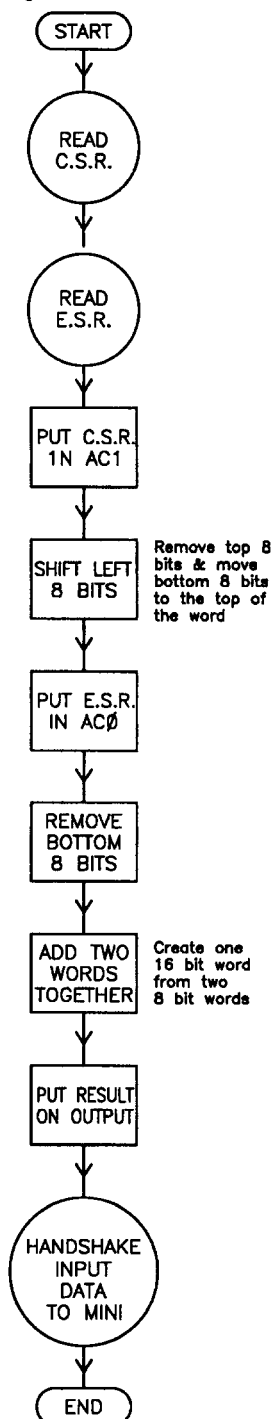 START
READ
C.S.R.
READ
E.S.R.
PUT C.S.R.
1N AC1
SHIFT LEFT
8 BITS
Remove top 8
bits & move
bottom 8 bits
to the top of
the word
PUT E.S.R.
IN ACØ
REMOVE
BOTTOM
8 BITS
ADD TWO
WORDS
TOGETHER
Create one
16 bit word
from two
8 bit words
PUT RESULT
ON OUTPUT
HANDSHAKE
INPUT
DATA
TO MINI
END